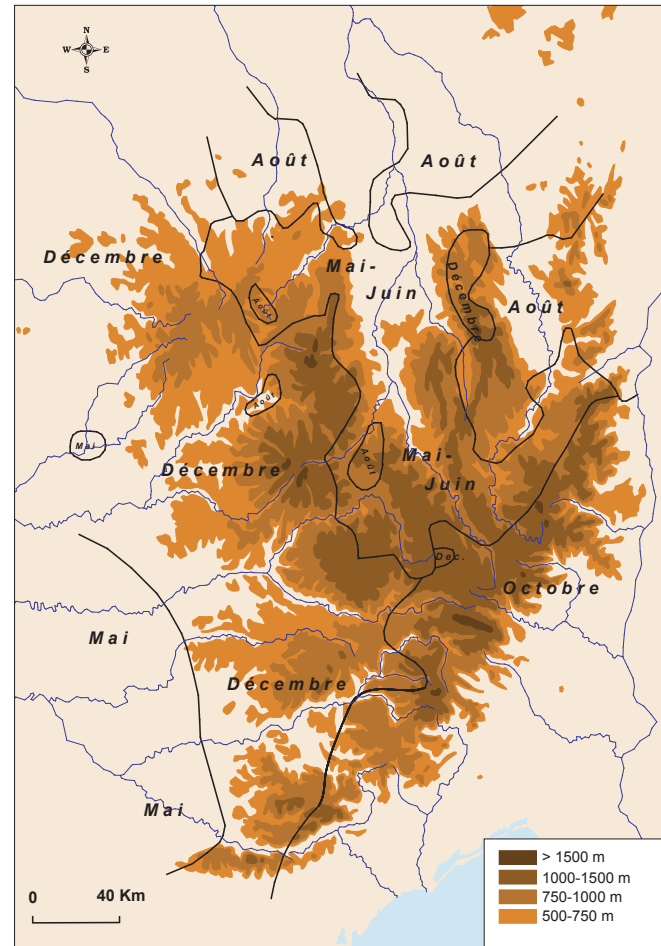 N
W E
S
Août
Août
Décembre
Mai-
Juin
Décembre
Août
Août
Août
Mai
Décembre
Août
Mai-
Juin
Dec.
Octobre
Mai
Décembre
Mai
0 40 Km
> 1500 m
1000-1500 m
750-1000 m
500-750 m